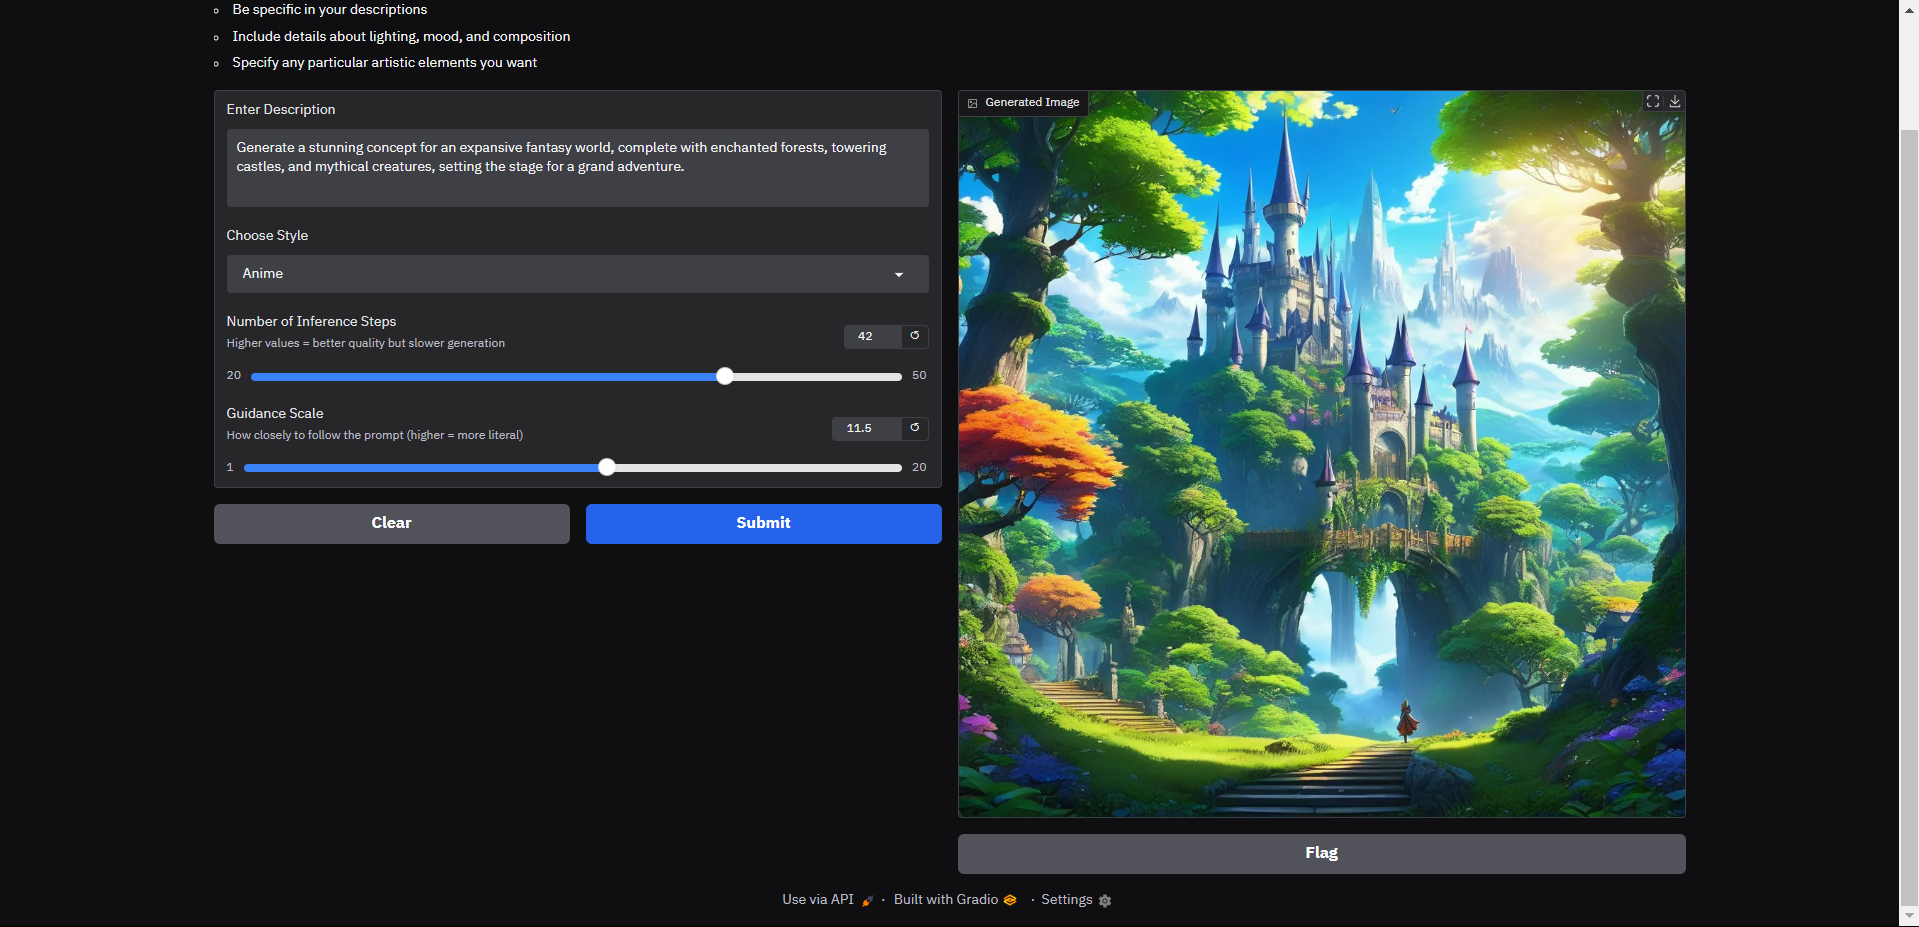 Be specific in your descriptions
Include details about lighting, mood, and composition
Specify any particular artistic elements you want
Enter Description
Generate a stunning concept for an expansive fantasy world, complete with enchanted forests, towering
castles, and mythical creatures, setting the stage for a grand adventure.
Choose Style
Anime
Number of Inference Steps
Higher values = better quality but slower generation
42
20
50
Guidance Scale
How closely to follow the prompt (higher = more literal)
11.5
1
20
Clear
Submit
Generated Image
Flag
Use via API · Built with Gradio · Settings